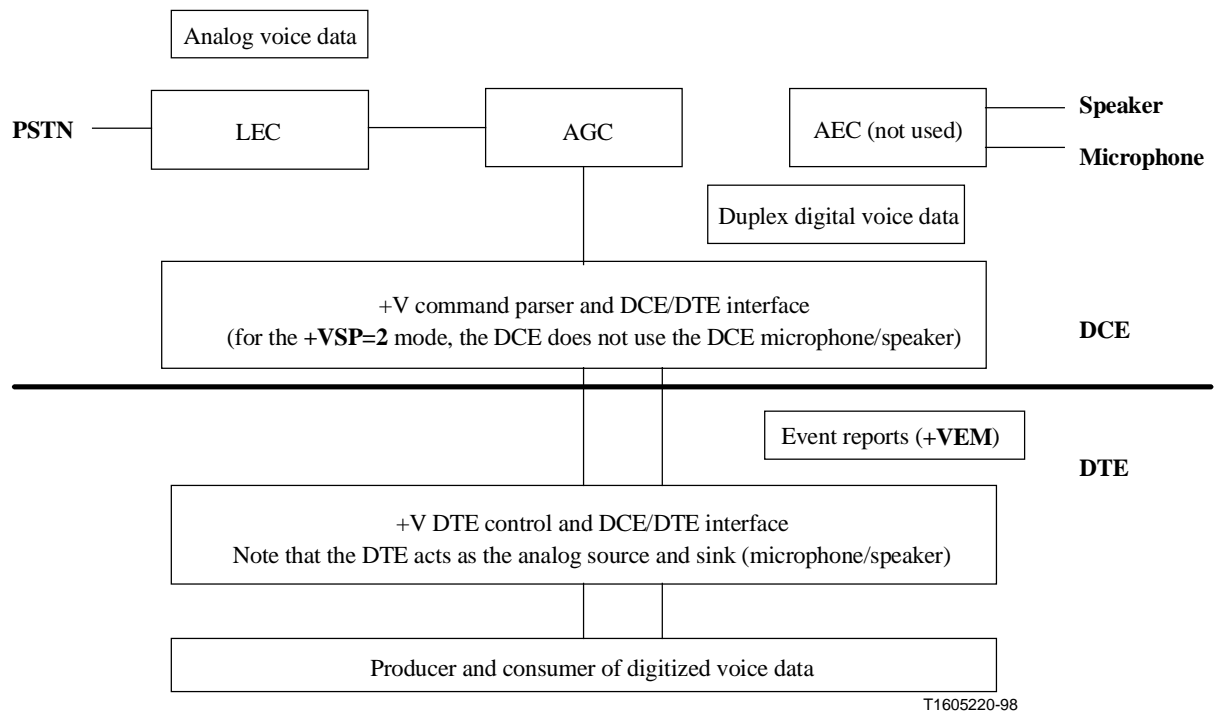 Analog voice data
PSTN
LEC
AGC
AEC (not used)
Speaker
Microphone
Duplex digital voice data
+V command parser and DCE/DTE interface
(for the +VSP=2 mode, the DCE does not use the DCE microphone/speaker)
DCE
Event reports (+VEM)
DTE
+V DTE control and DCE/DTE interface
Note that the DTE acts as the analog source and sink (microphone/speaker)
Producer and consumer of digitized voice data
T1605220-98